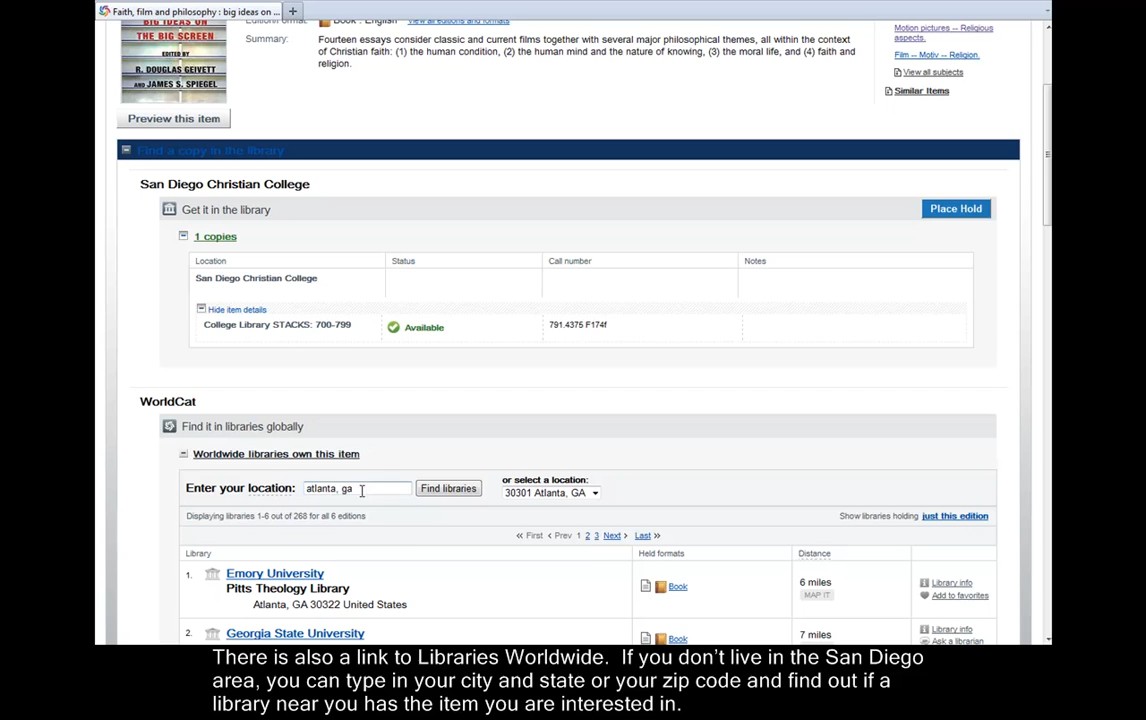 Faith, film and philosophy : big ideas on ...
BIG IDEAS ON
THE BIG SCREEN
EDITED BY
R. DOUGLAS GEIVETT
AND JAMES S. SPIEGEL
Book : English
View all editions and formats
Summary:
Fourteen essays consider classic and current films together with several major philosophical themes, all within the context
of Christian faith: (1) the human condition, (2) the human mind and the nature of knowing, (3) the moral life, and (4) faith and
religion.
Motion pictures -- Religious
aspects.
Film -- Motiv -- Religion.
View all subjects
Similar Items
Preview this item
Find a copy in the library
San Diego Christian College
Get it in the library
Place Hold
1 copies
Location Status Call number Notes
San Diego Christian College
Hide item details
College Library STACKS: 700-799 Available 791.4375 F174f
WorldCat
Find it in libraries globally
Worldwide libraries own this item
Enter your location: atlanta, ga Find libraries
or select a location:
30301 Atlanta, GA
Displaying libraries 1-6 out of 268 for all 6 editions
Show libraries holding just this edition
« First ‹ Prev 1 2 3 Next › Last »
Library Held formats Distance
1. Emory University
Pitts Theology Library
Atlanta, GA 30322 United States
Book
6 miles
MAP IT
Library info
Add to favorites
2. Georgia State University
Book
7 miles
Library info
Ask a librarian
There is also a link to Libraries Worldwide. If you don’t live in the San Diego
area, you can type in your city and state or your zip code and find out if a
library near you has the item you are interested in.